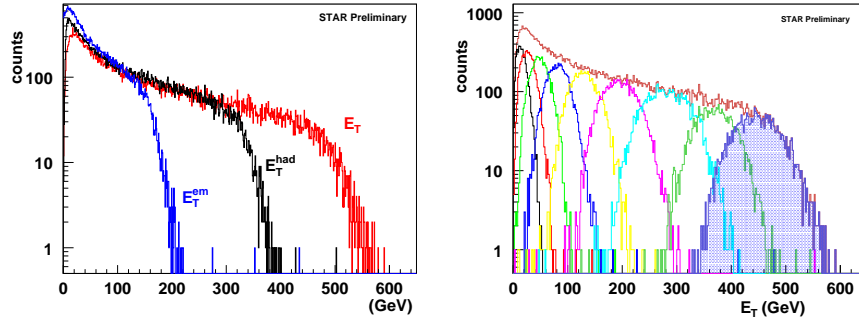 STAR Preliminary
counts
100
10
1
E_T
E_T^had
E_T^em
0 100 200 300 400 500 600
(GeV)
STAR Preliminary
counts
1000
100
10
1
0 100 200 300 400 500 600
E_T (GeV)